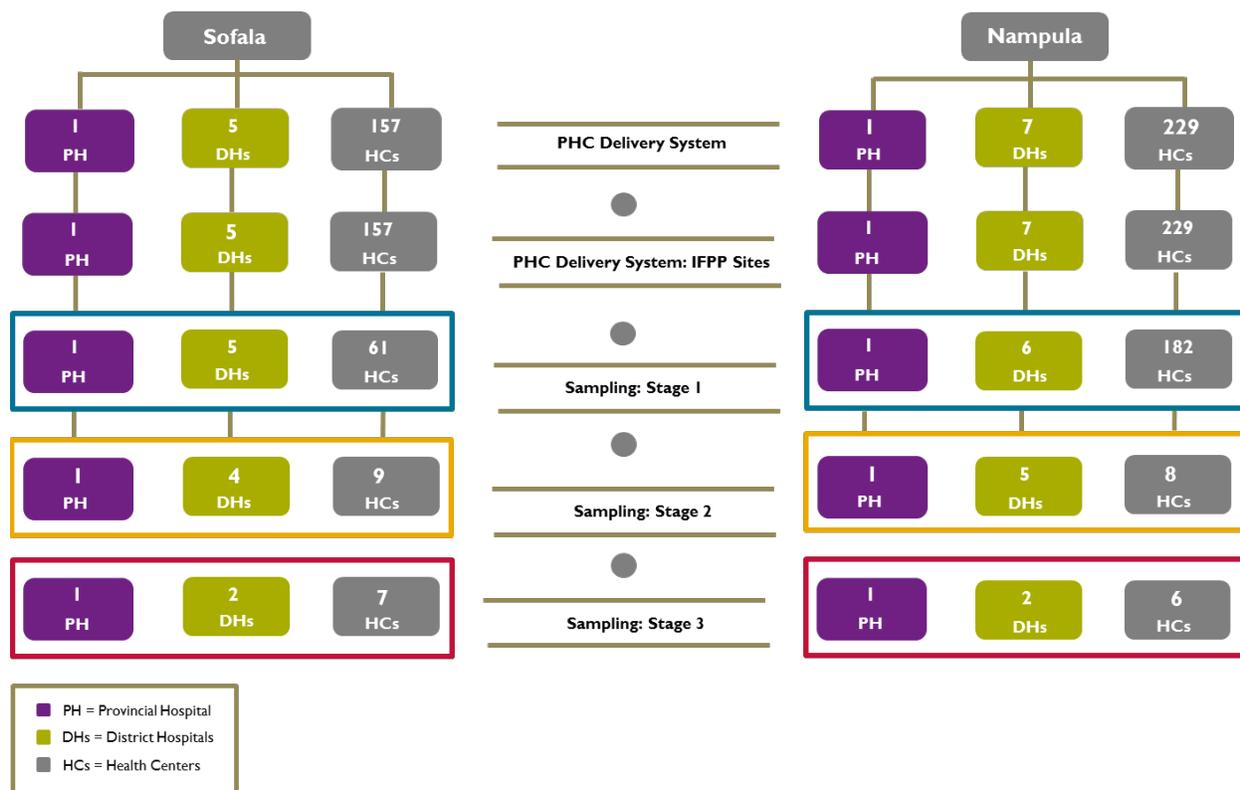 Sofala
Nampula
1
PH
5
DHs
157
HCs
PHC Delivery System
1
PH
7
DHs
229
HCs
1
PH
5
DHs
157
HCs
PHC Delivery System: IFPP Sites
1
PH
7
DHs
229
HCs
1
PH
5
DHs
61
HCs
Sampling: Stage 1
1
PH
6
DHs
182
HCs
1
PH
4
DHs
9
HCs
Sampling: Stage 2
1
PH
5
DHs
8
HCs
1
PH
2
DHs
7
HCs
Sampling: Stage 3
1
PH
2
DHs
6
HCs
PH = Provincial Hospital
DHs = District Hospitals
HCs = Health Centers